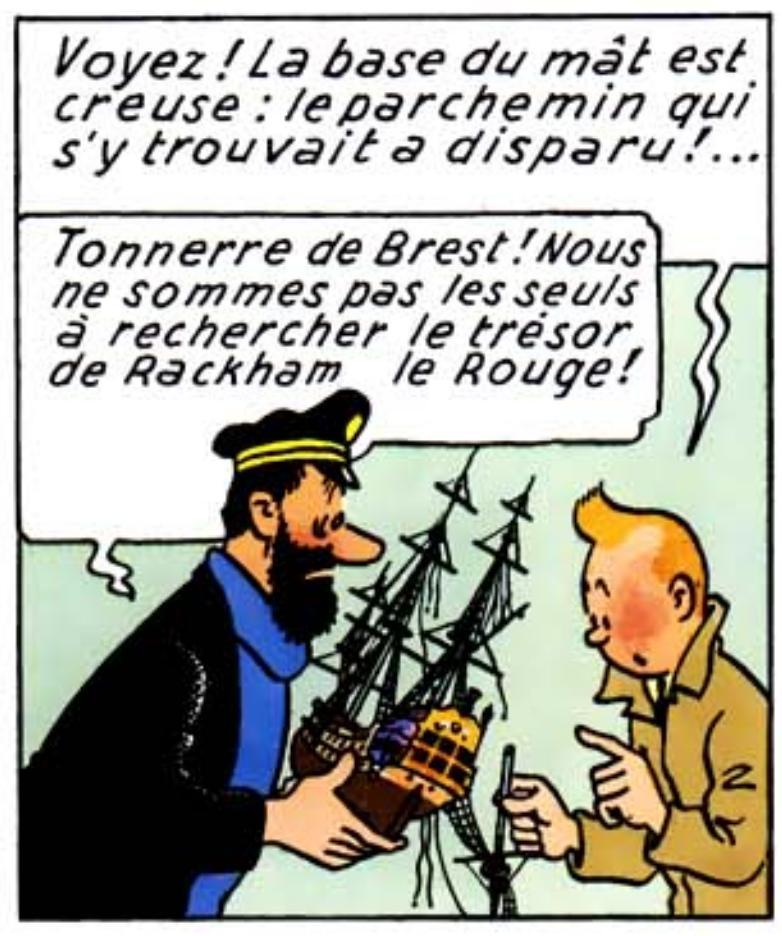 Voyez! La base du mât est
creuse : le parchemin qui
s'y trouvait a disparu!...
Tonnerre de Brest! Nous
ne sommes pas les seuls
à rechercher le trésor
de Rackham le Rouge!